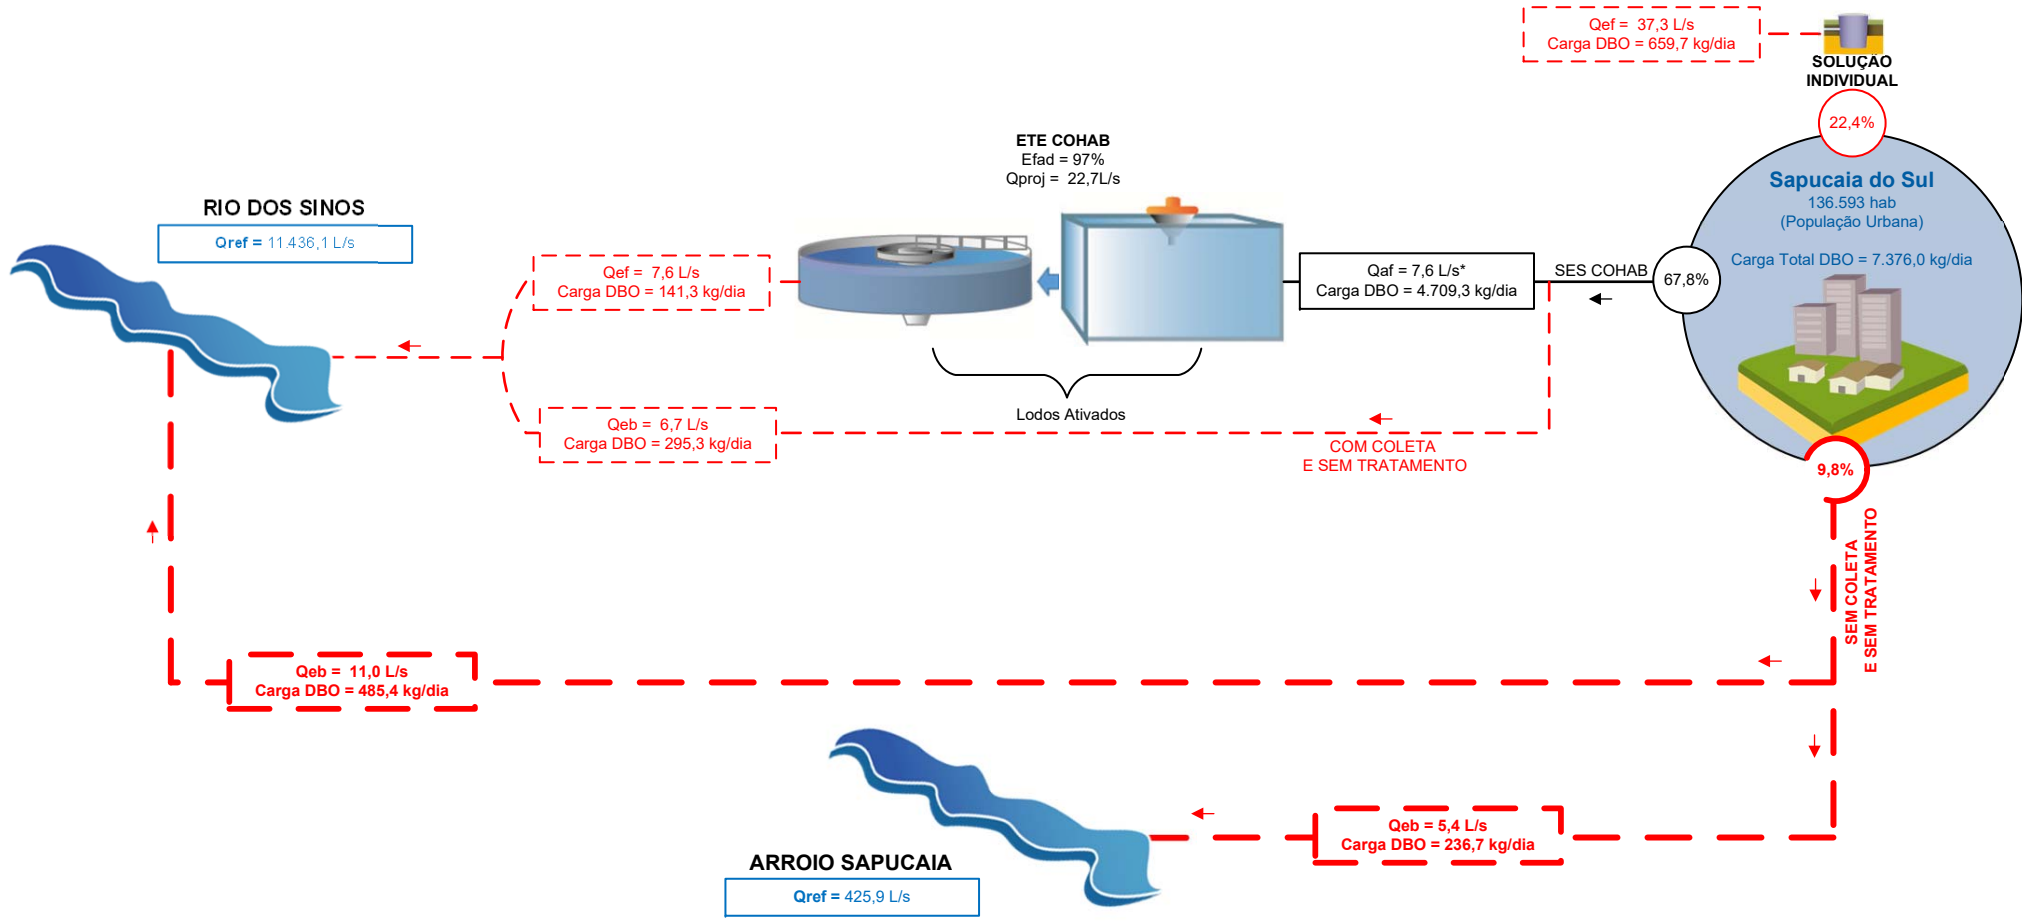 Qef = 37,3 L/s
Carga DBO = 659,7 kg/dia
SOLUÇÃO
INDIVIDUAL
22,4%
Sapucaia do Sul
136.593 hab
(População Urbana)
Carga Total DBO = 7.376,0 kg/dia
67,8%
SES COHAB
Qaf = 7,6 L/s*
Carga DBO = 4.709,3 kg/dia
ETE COHAB
Efad = 97%
Qproj = 22,7L/s
Lodos Ativados
Qef = 7,6 L/s
Carga DBO = 141,3 kg/dia
RIO DOS SINOS
Qref = 11.436,1 L/s
Qeb = 6,7 L/s
Carga DBO = 295,3 kg/dia
COM COLETA
E SEM TRATAMENTO
9,8%
SEM COLETA
E SEM TRATAMENTO
Qeb = 11,0 L/s
Carga DBO = 485,4 kg/dia
Qeb = 5,4 L/s
Carga DBO = 236,7 kg/dia
ARROIO SAPUCAIA
Qref = 425,9 L/s